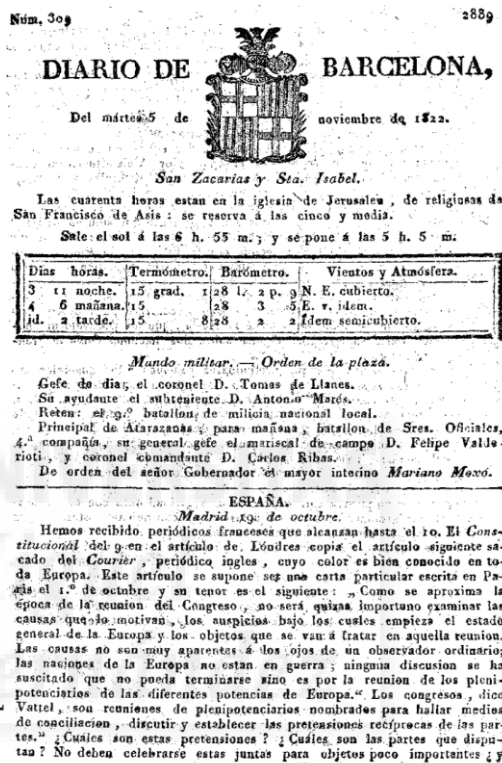 Núm. 309
2889
DIARIO DE BARCELONA,
Del mártes 5 de noviembre de 1822.
San Zacarias y Sta. Isabel.
Las cuarenta horas estan en la iglesia de Jerusalen, de religiosas de
San Francisco de Asis: se reserva á las cinco y media.
Sale el sol á las 6 h. 55 m.; y se pone á las 5 h. 5 m.
Dias horas. Termómetro. Barómetro. Vientos y Atmósfera.
3 11 noche. 15 grad. 1 28 l. 2 p. 9 N. E. cubierto.
4 6 mañana. 15 28 3 5 E. v. idem.
id. 2 tarde. 15 8 28 2 2 Idem semicubierto.
Mundo militar. — Orden de la plaza.
Gefe de dia, el coronel D. Tomas de Llanes.
Su ayudante el subteniente D. Antonio Marós.
Reten: el 9.º batallon de milicia nacional local.
Principal de Atarazanas, para mañana, batallon de Sres. Oficiales,
4.ª compañía, su general gefe el mariscal de campo D. Felipe Valde-
rioti, y coronel comandante D. Carlos Ribas.
De orden del señor Gobernador el mayor interino Mariano Moxó.
ESPAÑA.
Madrid 19 de octubre.
Hemos recibido periódicos franceses que alcanzan hasta el 10. El Cons-
titucional del 9 en el artículo de Lóndres copia el artículo siguiente sa-
cado del Courier, periódico ingles, cuyo color es bien conocido en to-
da Europa. Este artículo se supone ser una carta particular escrita en Pa-
ris el 1.º de octubre y su tenor es el siguiente: „Como se aproxima la
época de la reunion del Congreso, no será quizas importuno examinar las
causas que lo motivan, los auspicios bajo los cuales empieza el estado
general de la Europa y los objetos que se van á tratar en aquella reunion.
Las causas no son muy aparentes á los ojos de un observador ordinario;
las naciones de la Europa no estan en guerra; ninguna discusion se ha
suscitado que no pueda terminarse sino es por la reunion de los pleni-
potenciarios de las diferentes potencias de Europa." Los congresos, dice
Vattel, son reuniones de plenipotenciarios nombrados para hallar medios
de conciliacion, discutir y establecer las pretensiones recíprocas de las par-
tes." ¿Cuáles son estas pretensiones? ¿Cuáles son las partes que dispu-
tan? No deben celebrarse estas juntas para objetos poco importantes ¿y